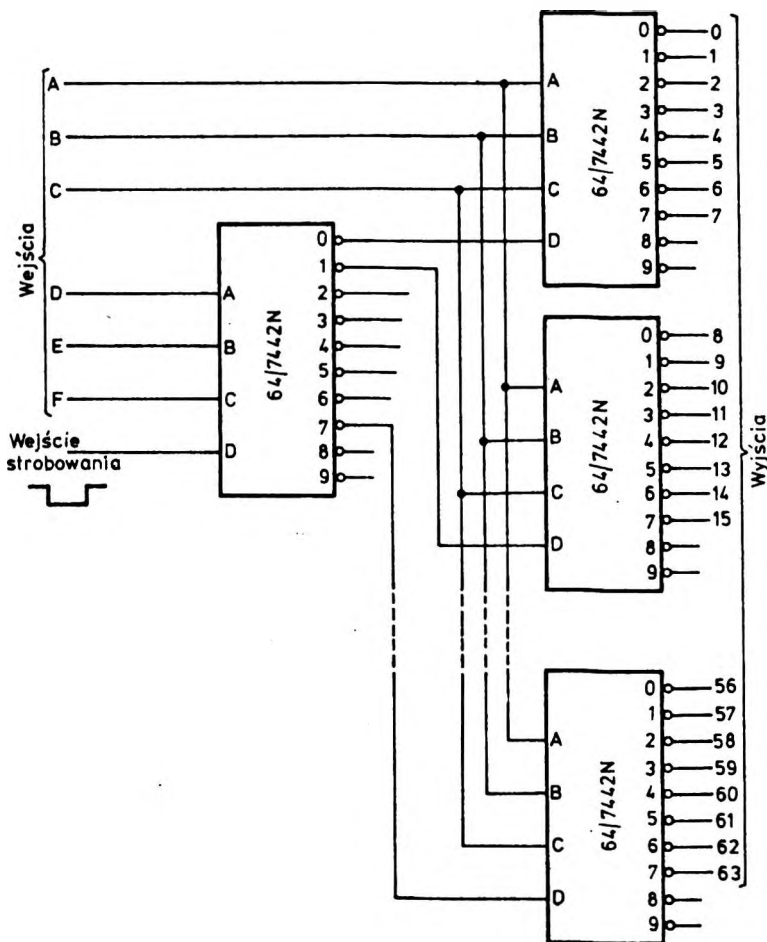 Wejścia
A
B
C
D
E
F
Wejście
strobowania
64/7442N
A
B
C
D
0
1
2
3
4
5
6
7
8
9
64/7442N
A
B
C
D
0 0
1 1
2 2
3 3
4 4
5 5
6 6
7 7
8
9
64/7442N
A
B
C
D
0 8
1 9
2 10
3 11
4 12
5 13
6 14
7 15
8
9
64/7442N
A
B
C
D
0 56
1 57
2 58
3 59
4 60
5 61
6 62
7 63
8
9
Wyjścia